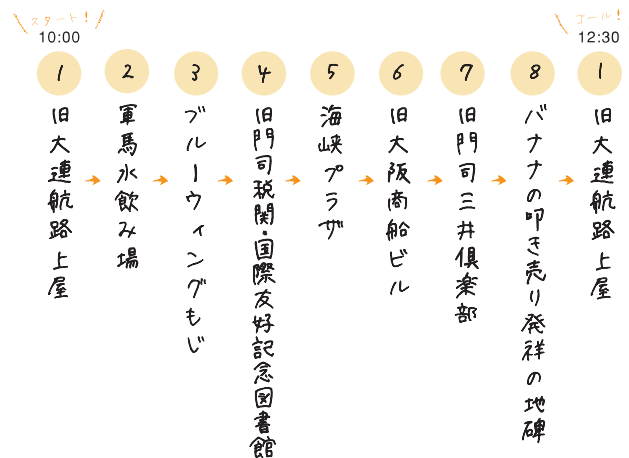 スタート!
10:00
1
旧大連航路上屋
2
軍馬水飲み場
3
ブルーウィングもじ
4
旧門司税関・国際友好記念図書館
5
海峡プラザ
6
旧大阪商船ビル
7
旧門司三井倶楽部
8
バナナの叩き売り発祥の地碑
ゴール!
12:30
1
旧大連航路上屋